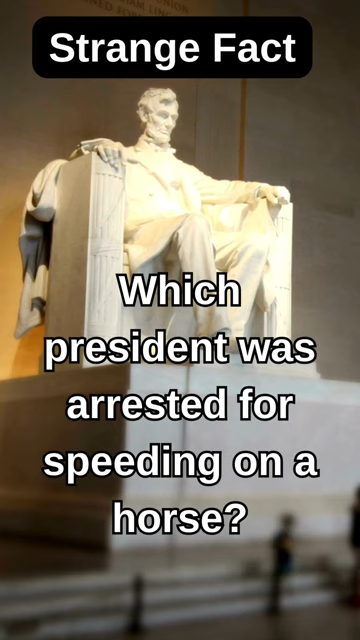 Strange Fact
Which
president was
arrested for
speeding on a
horse?